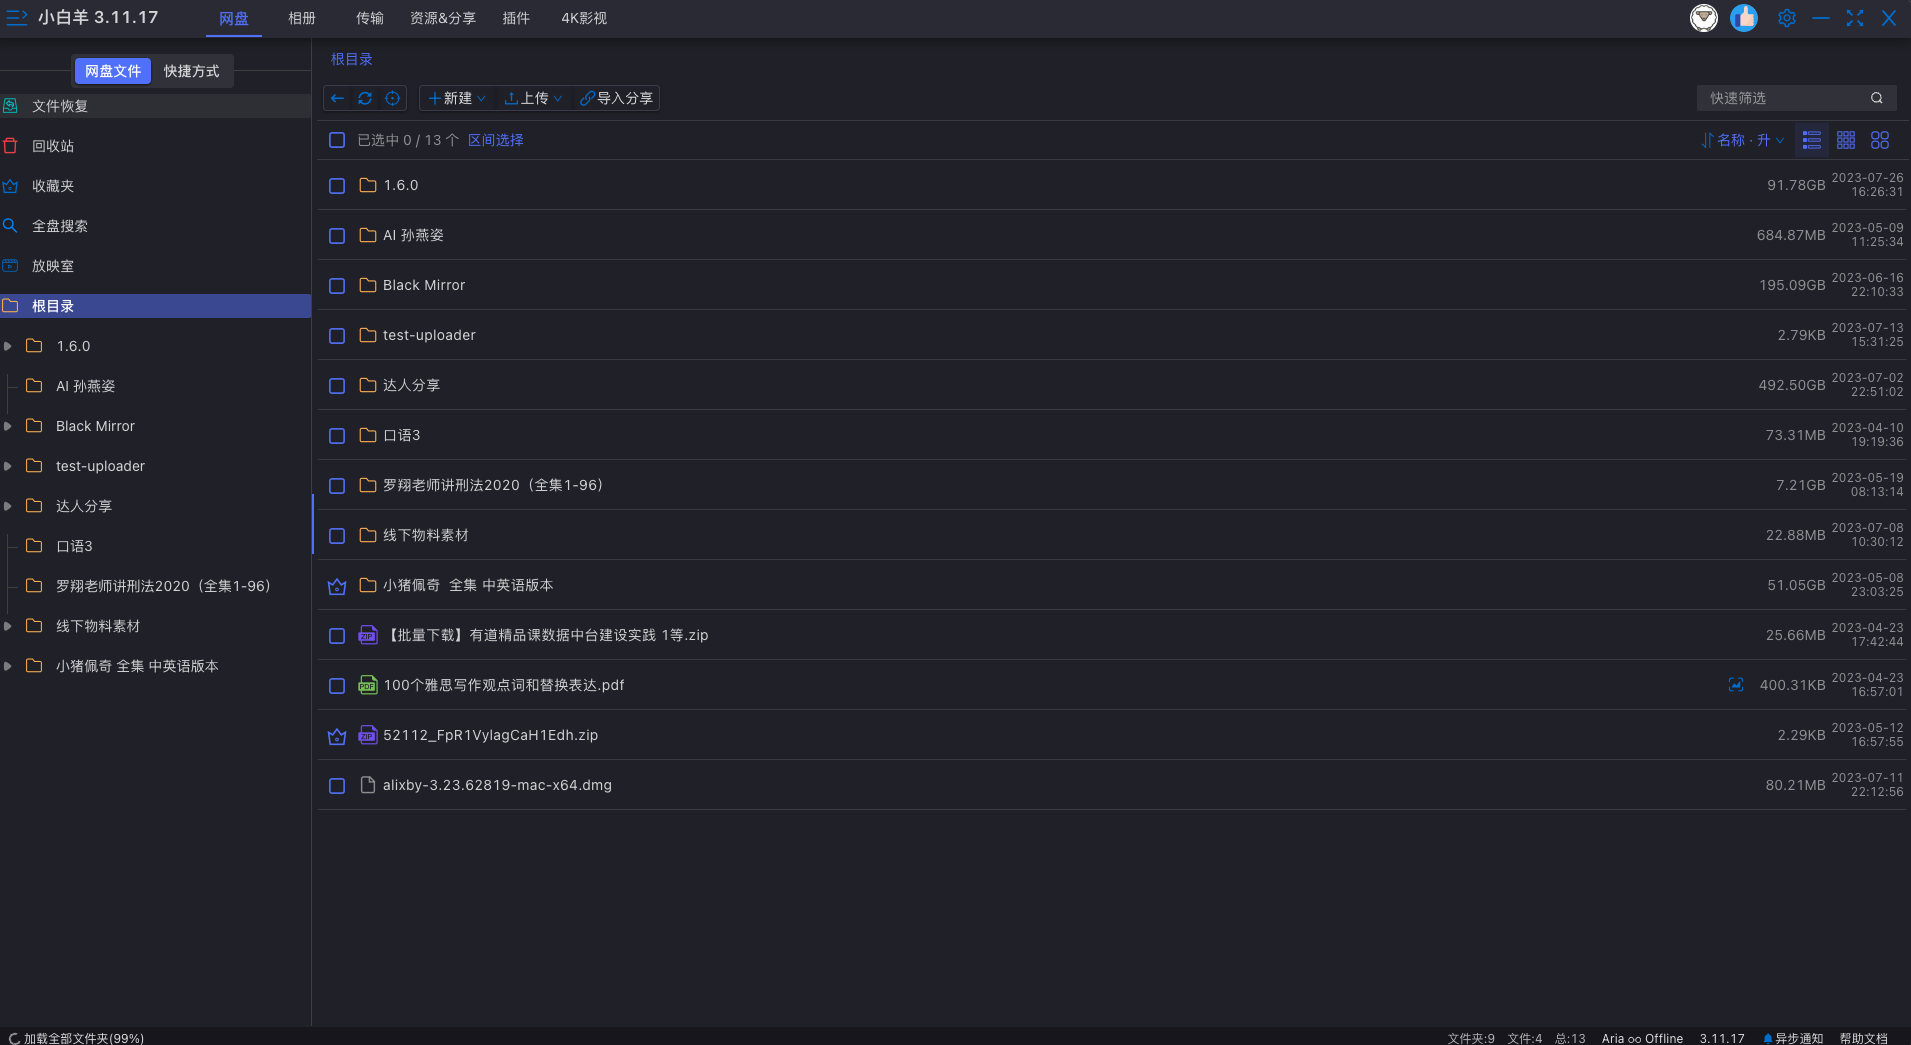 小白羊 3.11.17
网盘
相册
传输
资源&分享
插件
4K影视
网盘文件
快捷方式
文件恢复
回收站
收藏夹
全盘搜索
放映室
根目录
1.6.0
AI 孙燕姿
Black Mirror
test-uploader
达人分享
口语3
罗翔老师讲刑法2020（全集1-96）
线下物料素材
小猪佩奇 全集 中英语版本
根目录
新建
上传
导入分享
快速筛选
已选中 0 / 13 个 区间选择
名称 · 升
1.6.0 91.78GB 2023-07-26 16:26:31
AI 孙燕姿 684.87MB 2023-05-09 11:25:34
Black Mirror 195.09GB 2023-06-16 22:10:33
test-uploader 2.79KB 2023-07-13 15:31:25
达人分享 492.50GB 2023-07-02 22:51:02
口语3 73.31MB 2023-04-10 19:19:36
罗翔老师讲刑法2020（全集1-96） 7.21GB 2023-05-19 08:13:14
线下物料素材 22.88MB 2023-07-08 10:30:12
小猪佩奇 全集 中英语版本 51.05GB 2023-05-08 23:03:25
ZIP 【批量下载】有道精品课数据中台建设实践 1等.zip 25.66MB 2023-04-23 17:42:44
PDF 100个雅思写作观点词和替换表达.pdf 400.31KB 2023-04-23 16:57:01
ZIP 52112_FpR1VylagCaH1Edh.zip 2.29KB 2023-05-12 16:57:55
alixby-3.23.62819-mac-x64.dmg 80.21MB 2023-07-11 22:12:56
加载全部文件夹(99%)
文件夹:9 文件:4 总:13 Aria Offline 3.11.17 异步通知 帮助文档